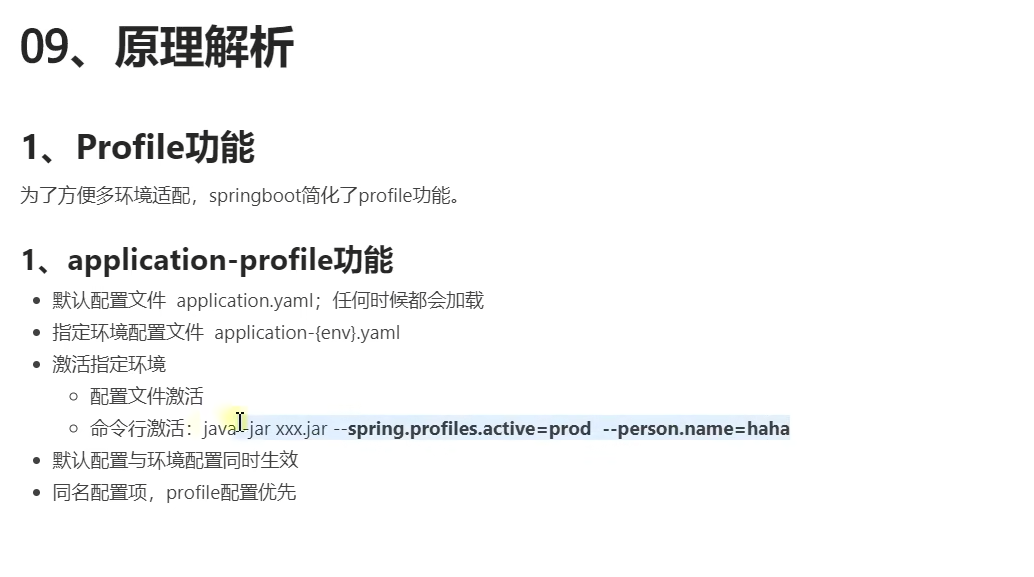 09、原理解析
1、Profile功能
为了方便多环境适配，springboot简化了profile功能。
1、application-profile功能
默认配置文件 application.yaml；任何时候都会加载
指定环境配置文件 application-{env}.yaml
激活指定环境
配置文件激活
命令行激活：java -jar xxx.jar --spring.profiles.active=prod --person.name=haha
默认配置与环境配置同时生效
同名配置项，profile配置优先